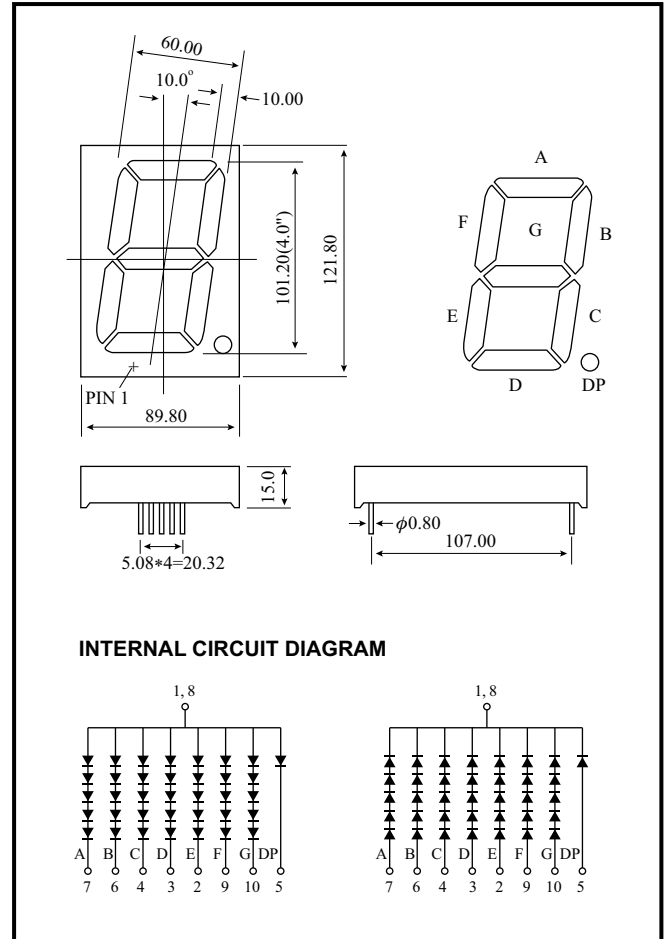 60.00
10.0°
10.00
101.20(4.0")
121.80
PIN 1
89.80
A
F
G
B
E
C
D
DP
15.0
5.08*4=20.32
ϕ0.80
107.00
INTERNAL CIRCUIT DIAGRAM
1, 8
A B C D E F G DP
7 6 4 3 2 9 10 5
1, 8
A B C D E F G DP
7 6 4 3 2 9 10 5